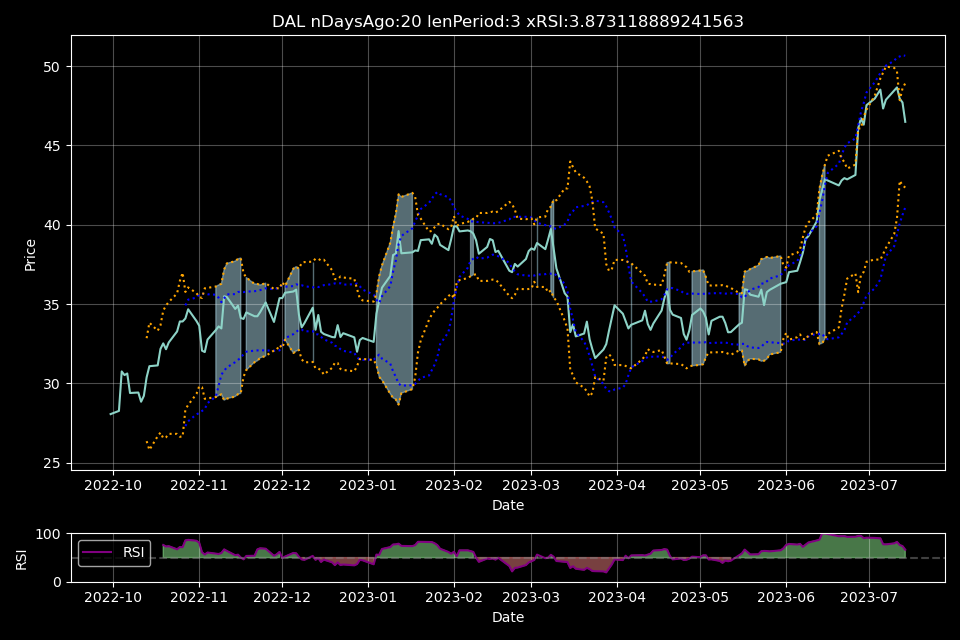 DAL nDaysAgo:20 lenPeriod:3 xRSI:3.873118889241563
50
45
40
35
30
25
Price
2022-10 2022-11 2022-12 2023-01 2023-02 2023-03 2023-04 2023-05 2023-06 2023-07
Date
100
0
RSI
RSI
2022-10 2022-11 2022-12 2023-01 2023-02 2023-03 2023-04 2023-05 2023-06 2023-07
Date